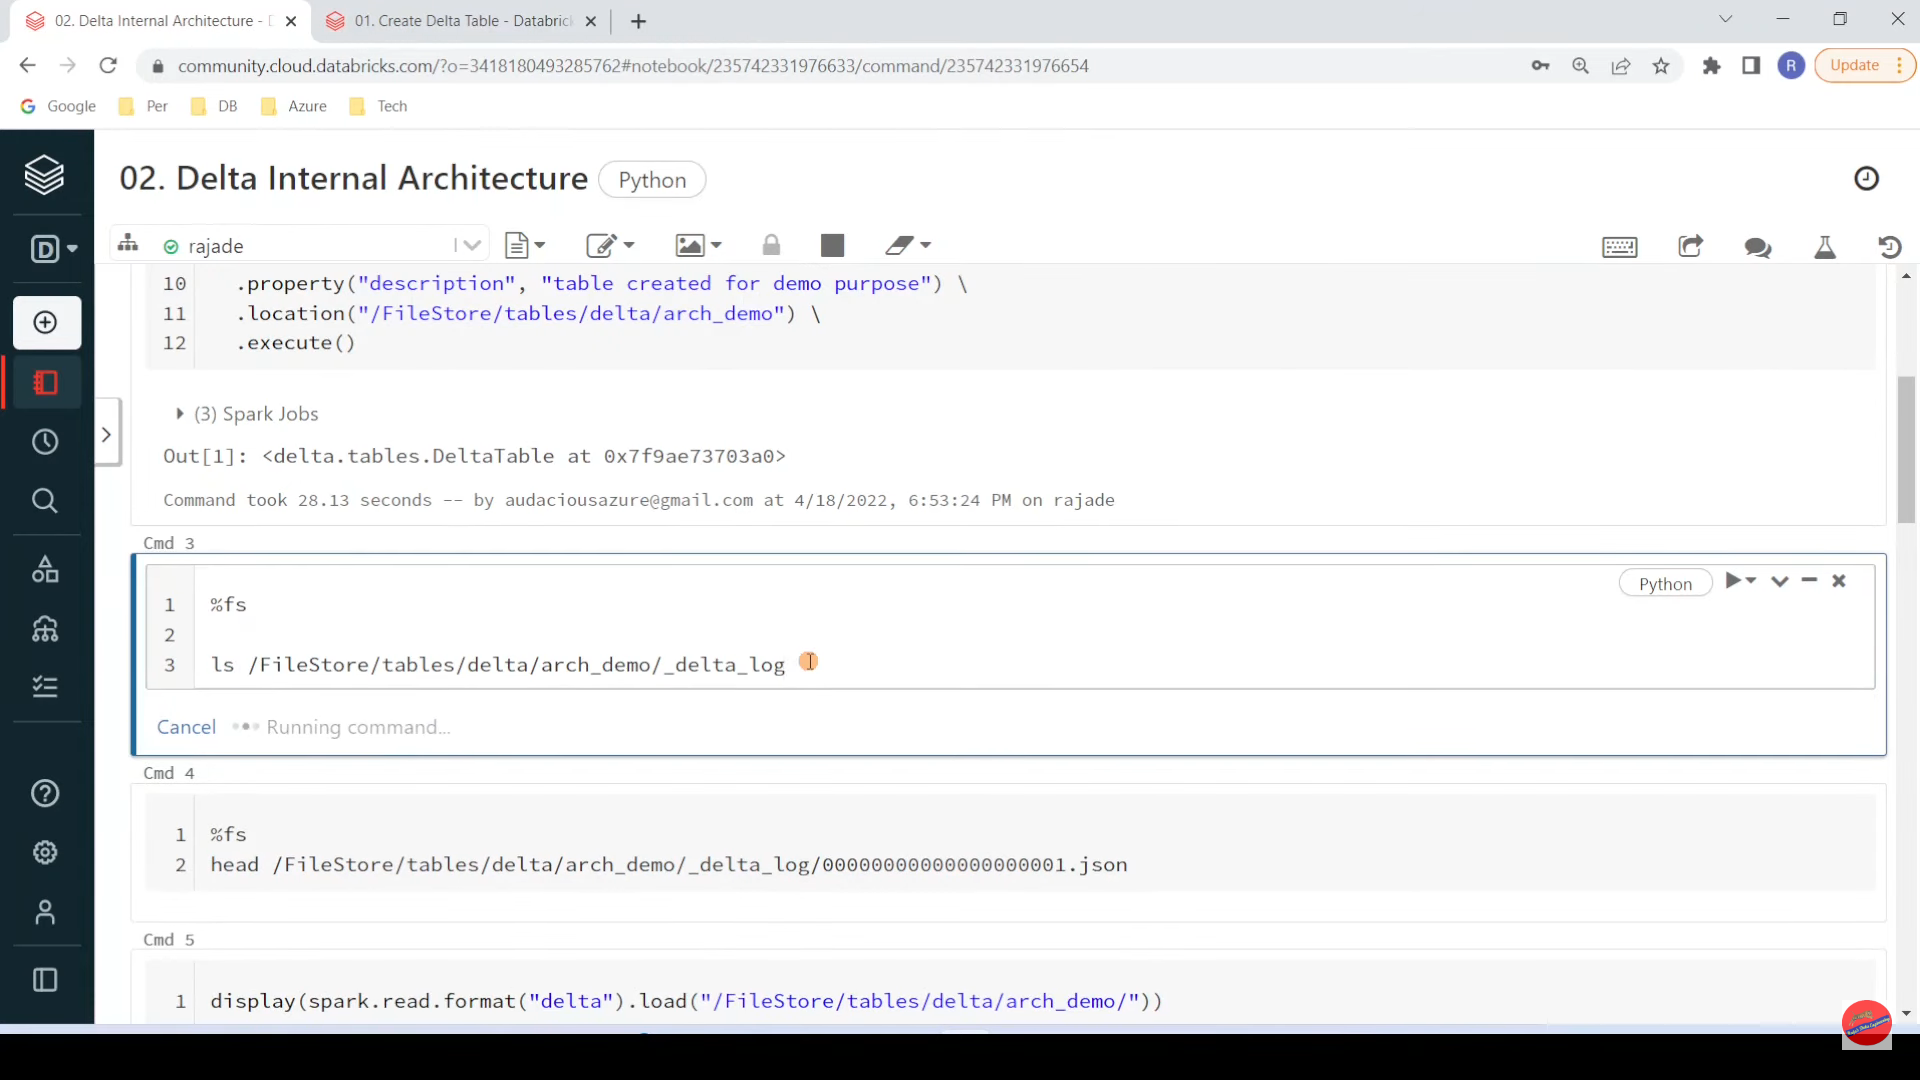 02. Delta Internal Architecture - D
01. Create Delta Table - Databric
community.cloud.databricks.com/?o=3418180493285762#notebook/235742331976633/command/235742331976654
R
Update
Google
Per
DB
Azure
Tech
02. Delta Internal Architecture
Python
D
rajade
10 .property("description", "table created for demo purpose") \
11 .location("/FileStore/tables/delta/arch_demo") \
12 .execute()
(3) Spark Jobs
Out[1]: <delta.tables.DeltaTable at 0x7f9ae73703a0>
Command took 28.13 seconds -- by audaciousazure@gmail.com at 4/18/2022, 6:53:24 PM on rajade
Cmd 3
Python
1 %fs
2
3 ls /FileStore/tables/delta/arch_demo/_delta_log
Cancel Running command...
Cmd 4
1 %fs
2 head /FileStore/tables/delta/arch_demo/_delta_log/00000000000000000001.json
Cmd 5
1 display(spark.read.format("delta").load("/FileStore/tables/delta/arch_demo/"))